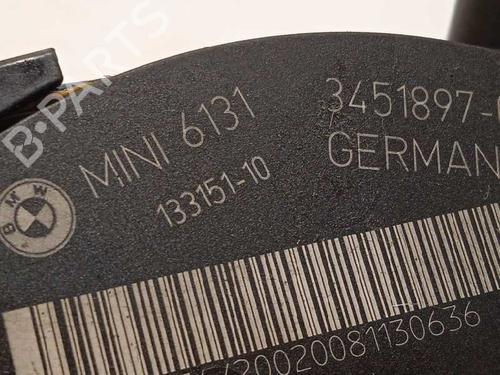 B-PARTS
BMW
MINI 6131
3451897-
133151-10
GERMAN
20020081130636